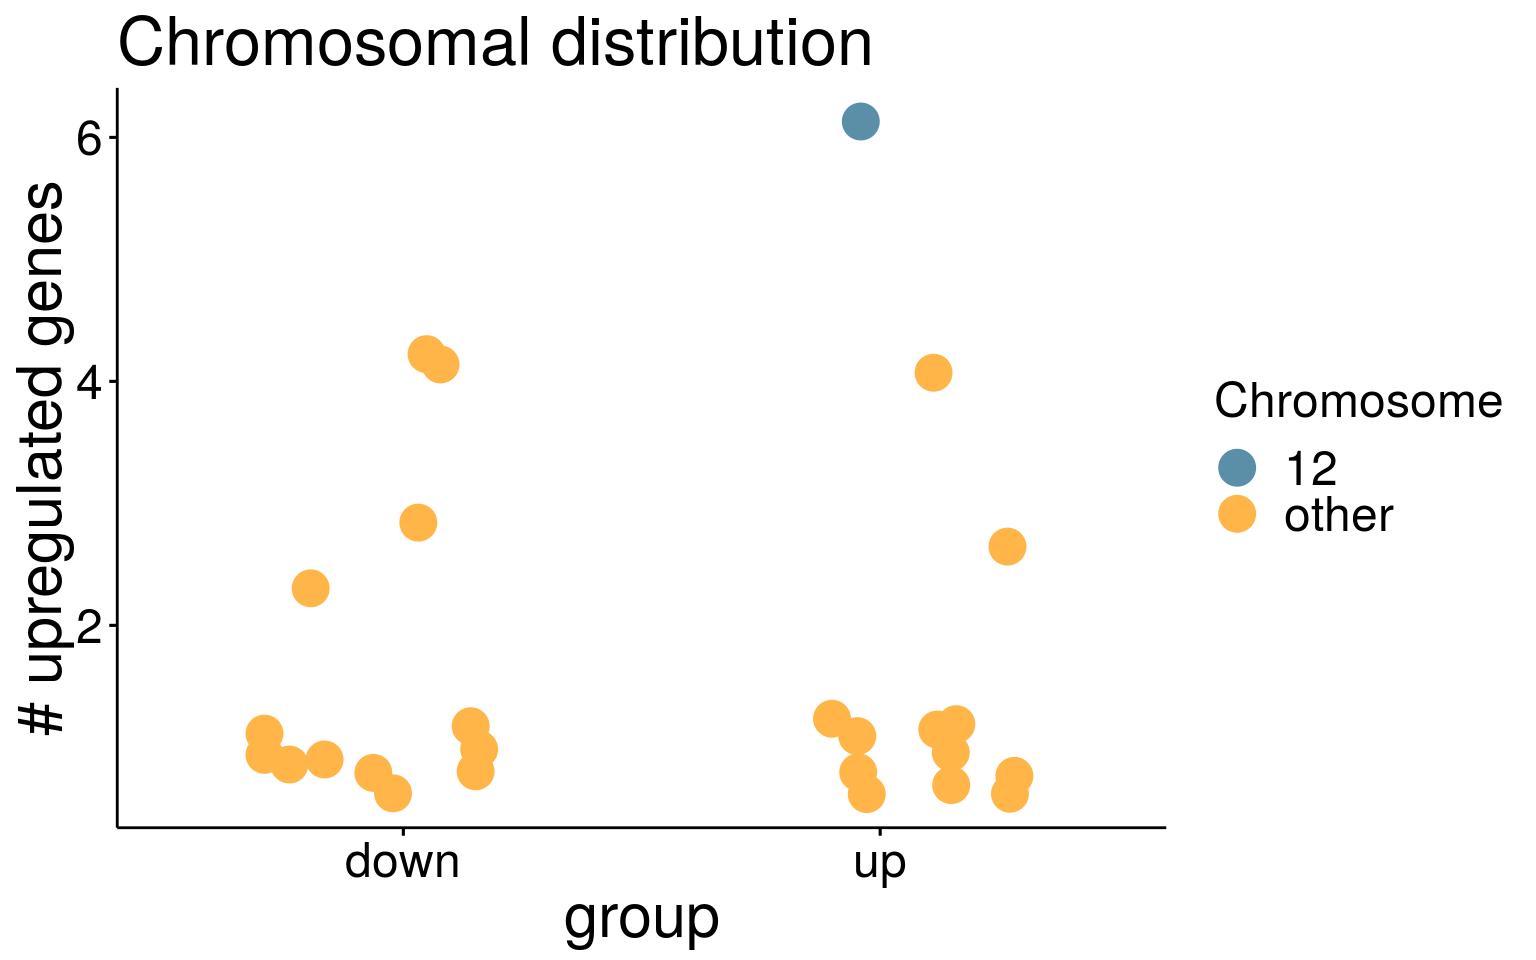 Chromosomal distribution
# upregulated genes
6
4
2
down
up
group
Chromosome
12
other